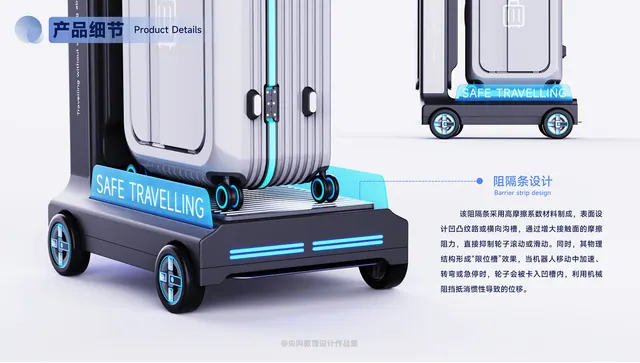 产品细节 Product Details
Travelling without
SAFE TRAVELLING
SAFE TRAVELLING
阻隔条设计
Barrier strip design
该阻隔条采用高摩擦系数材料制成，表面设
计凹凸纹路或横向沟槽，通过增大接触面的摩擦
阻力，直接抑制轮子滚动或滑动。同时，其物理
结构形成“限位槽”效果，当机器人移动中加速、
转弯或急停时，轮子会被卡入凹槽内，利用机械
阻挡抵消惯性导致的位移。